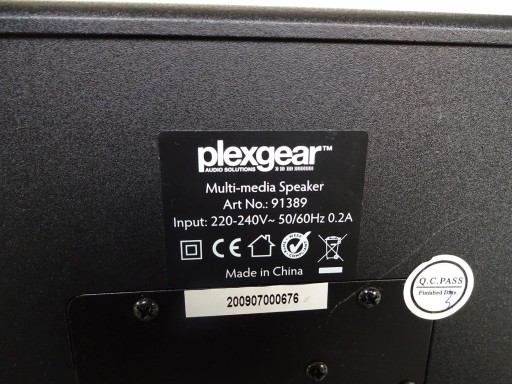 plexgear™
AUDIO SOLUTIONS
Multi-media Speaker
Art No.: 91389
Input: 220-240V~ 50/60Hz 0.2A
CE
Made in China
200907000676
Q.C.PASS
Finished Date